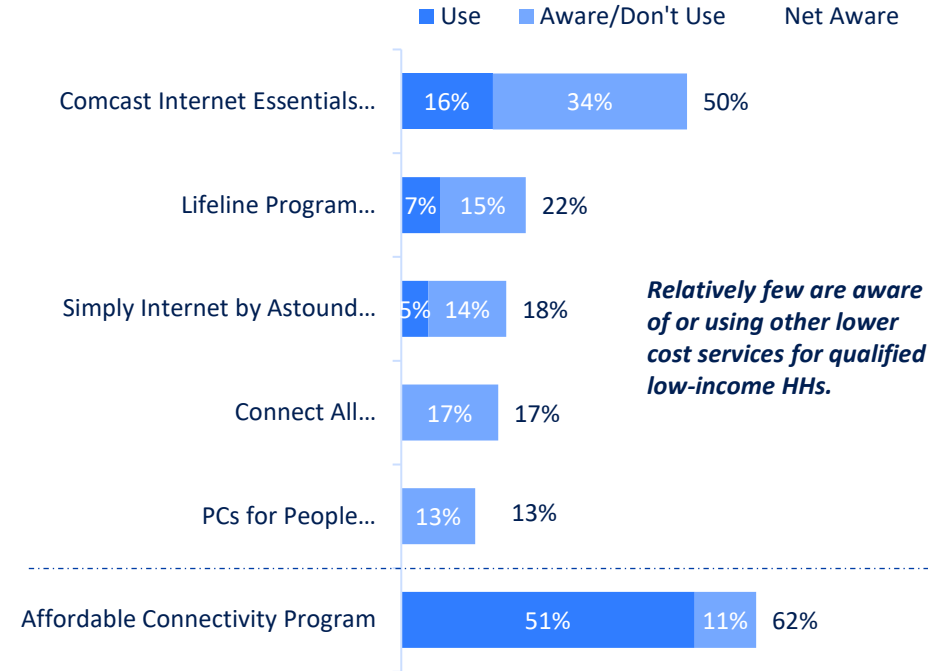 Use Aware/Don't Use Net Aware
Comcast Internet Essentials… 16% 34% 50%
Lifeline Program… 7% 15% 22%
Simply Internet by Astound… 5% 14% 18%
Relatively few are aware
of or using other lower
cost services for qualified
low-income HHs.
Connect All… 17% 17%
PCs for People… 13% 13%
Affordable Connectivity Program 51% 11% 62%